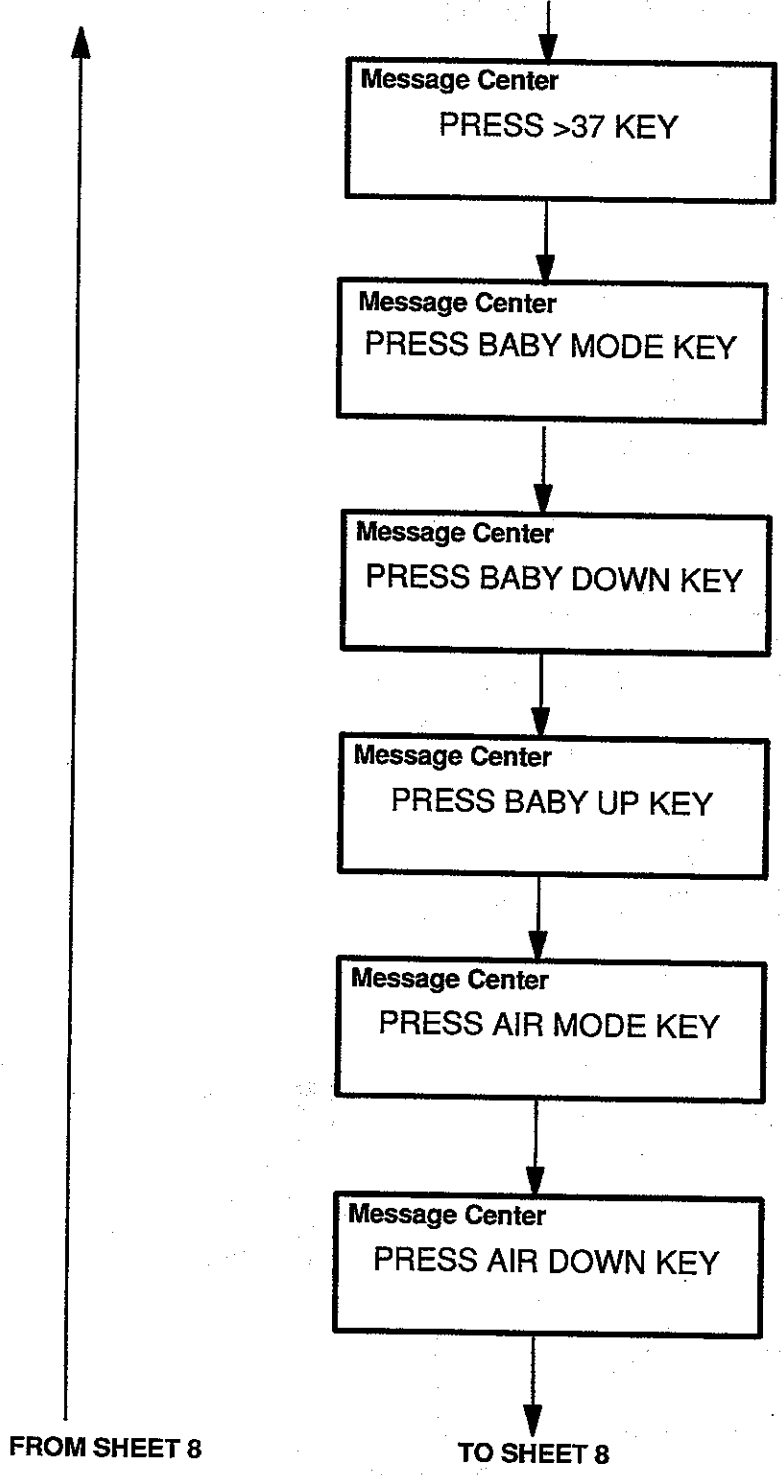 Message Center
PRESS >37 KEY
Message Center
PRESS BABY MODE KEY
Message Center
PRESS BABY DOWN KEY
Message Center
PRESS BABY UP KEY
Message Center
PRESS AIR MODE KEY
Message Center
PRESS AIR DOWN KEY
FROM SHEET 8
TO SHEET 8